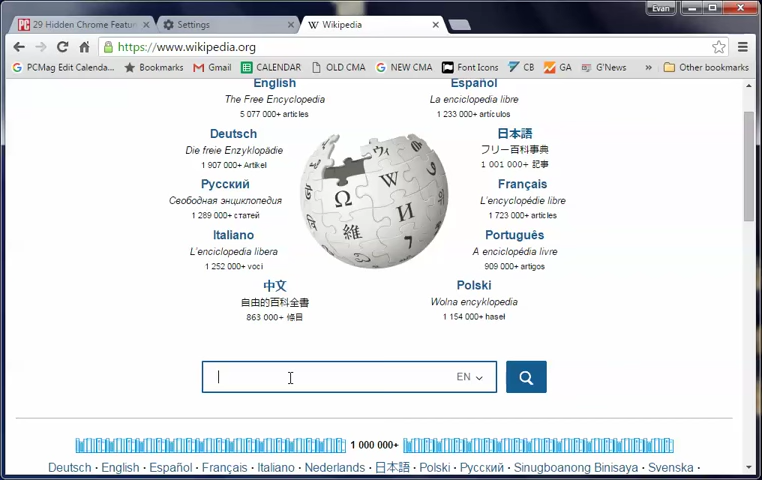 Evan
PC 29 Hidden Chrome Featur
Settings
W Wikipedia
https://www.wikipedia.org
PCMag Edit Calenda...
Bookmarks
Gmail
CALENDAR
OLD CMA
NEW CMA
Font Icons
CB
GA
G'News
»
Other bookmarks
English
The Free Encyclopedia
5 077 000+ articles
Español
La enciclopedia libre
1 233 000+ artículos
Deutsch
Die freie Enzyklopädie
1 907 000+ Artikel
日本語
フリー百科事典
1 001 000+ 記事
Русский
Свободная энциклопедия
1 289 000+ статей
Français
L'encyclopédie libre
1 723 000+ articles
Italiano
L'enciclopedia libera
1 252 000+ voci
Português
A enciclopédia livre
909 000+ artigos
中文
自由的百科全書
863 000+ 條目
Polski
Wolna encyklopedia
1 154 000+ haseł
Ω W И 維 7
EN
1 000 000+
Deutsch · English · Español · Français · Italiano · Nederlands · 日本語 · Polski · Русский · Sinugboanong Binisaya · Svenska ·